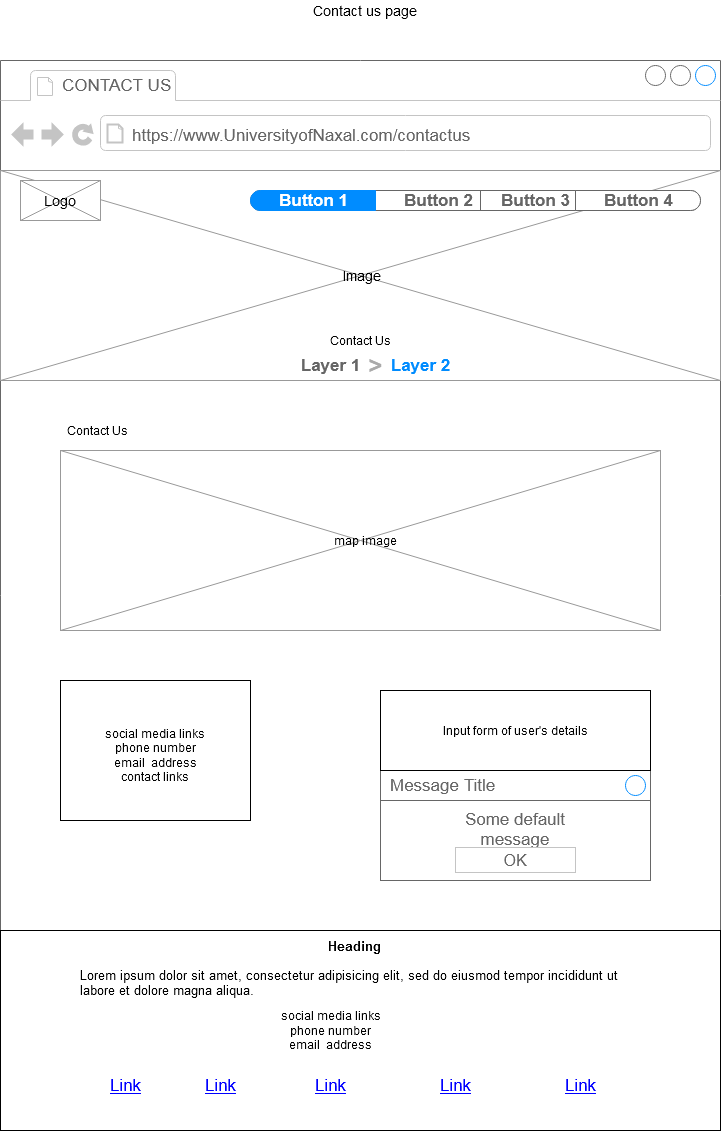 Contact us page
CONTACT US
https://www.UniversityofNaxal.com/contactus
Logo
Button 1
Button 2
Button 3
Button 4
Image
Contact Us
Layer 1 > Layer 2
Contact Us
map image
social media links
phone number
email address
contact links
Input form of user's details
Message Title
Some default
message
OK
Heading
Lorem ipsum dolor sit amet, consectetur adipisicing elit, sed do eiusmod tempor incididunt ut
labore et dolore magna aliqua.
social media links
phone number
email address
Link
Link
Link
Link
Link